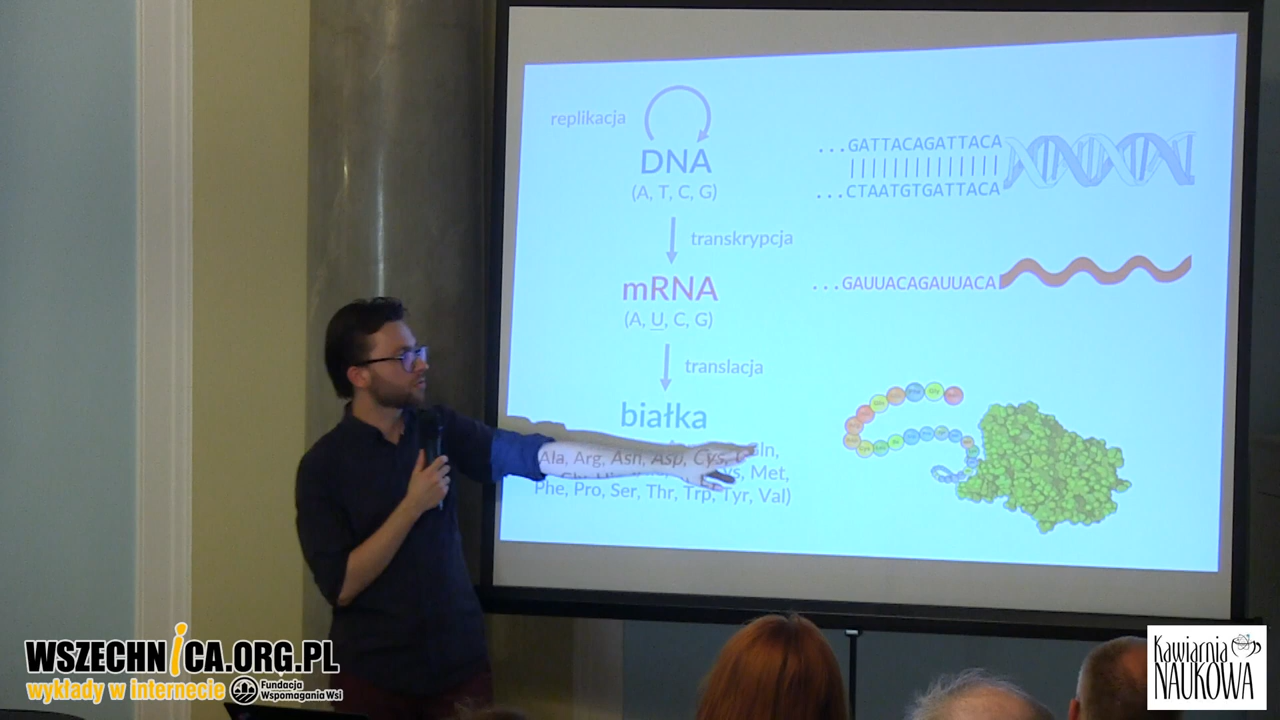 replikacja
DNA
(A, T, C, G)
...GATTACAGATTACA
...CTAATGTGATTACA
transkrypcja
mRNA
(A, U, C, G)
...GAUUACAGAUUACA
translacja
białka
Ala, Arg, Asn, Asp, Cys, Gln,
Met,
Phe, Pro, Ser, Thr, Trp, Tyr, Val)
WSZECHNiCA.ORG.PL
wykłady w internecie
Fundacja
Wspomagania Wsi
Kawiarnia
NAUKOWA